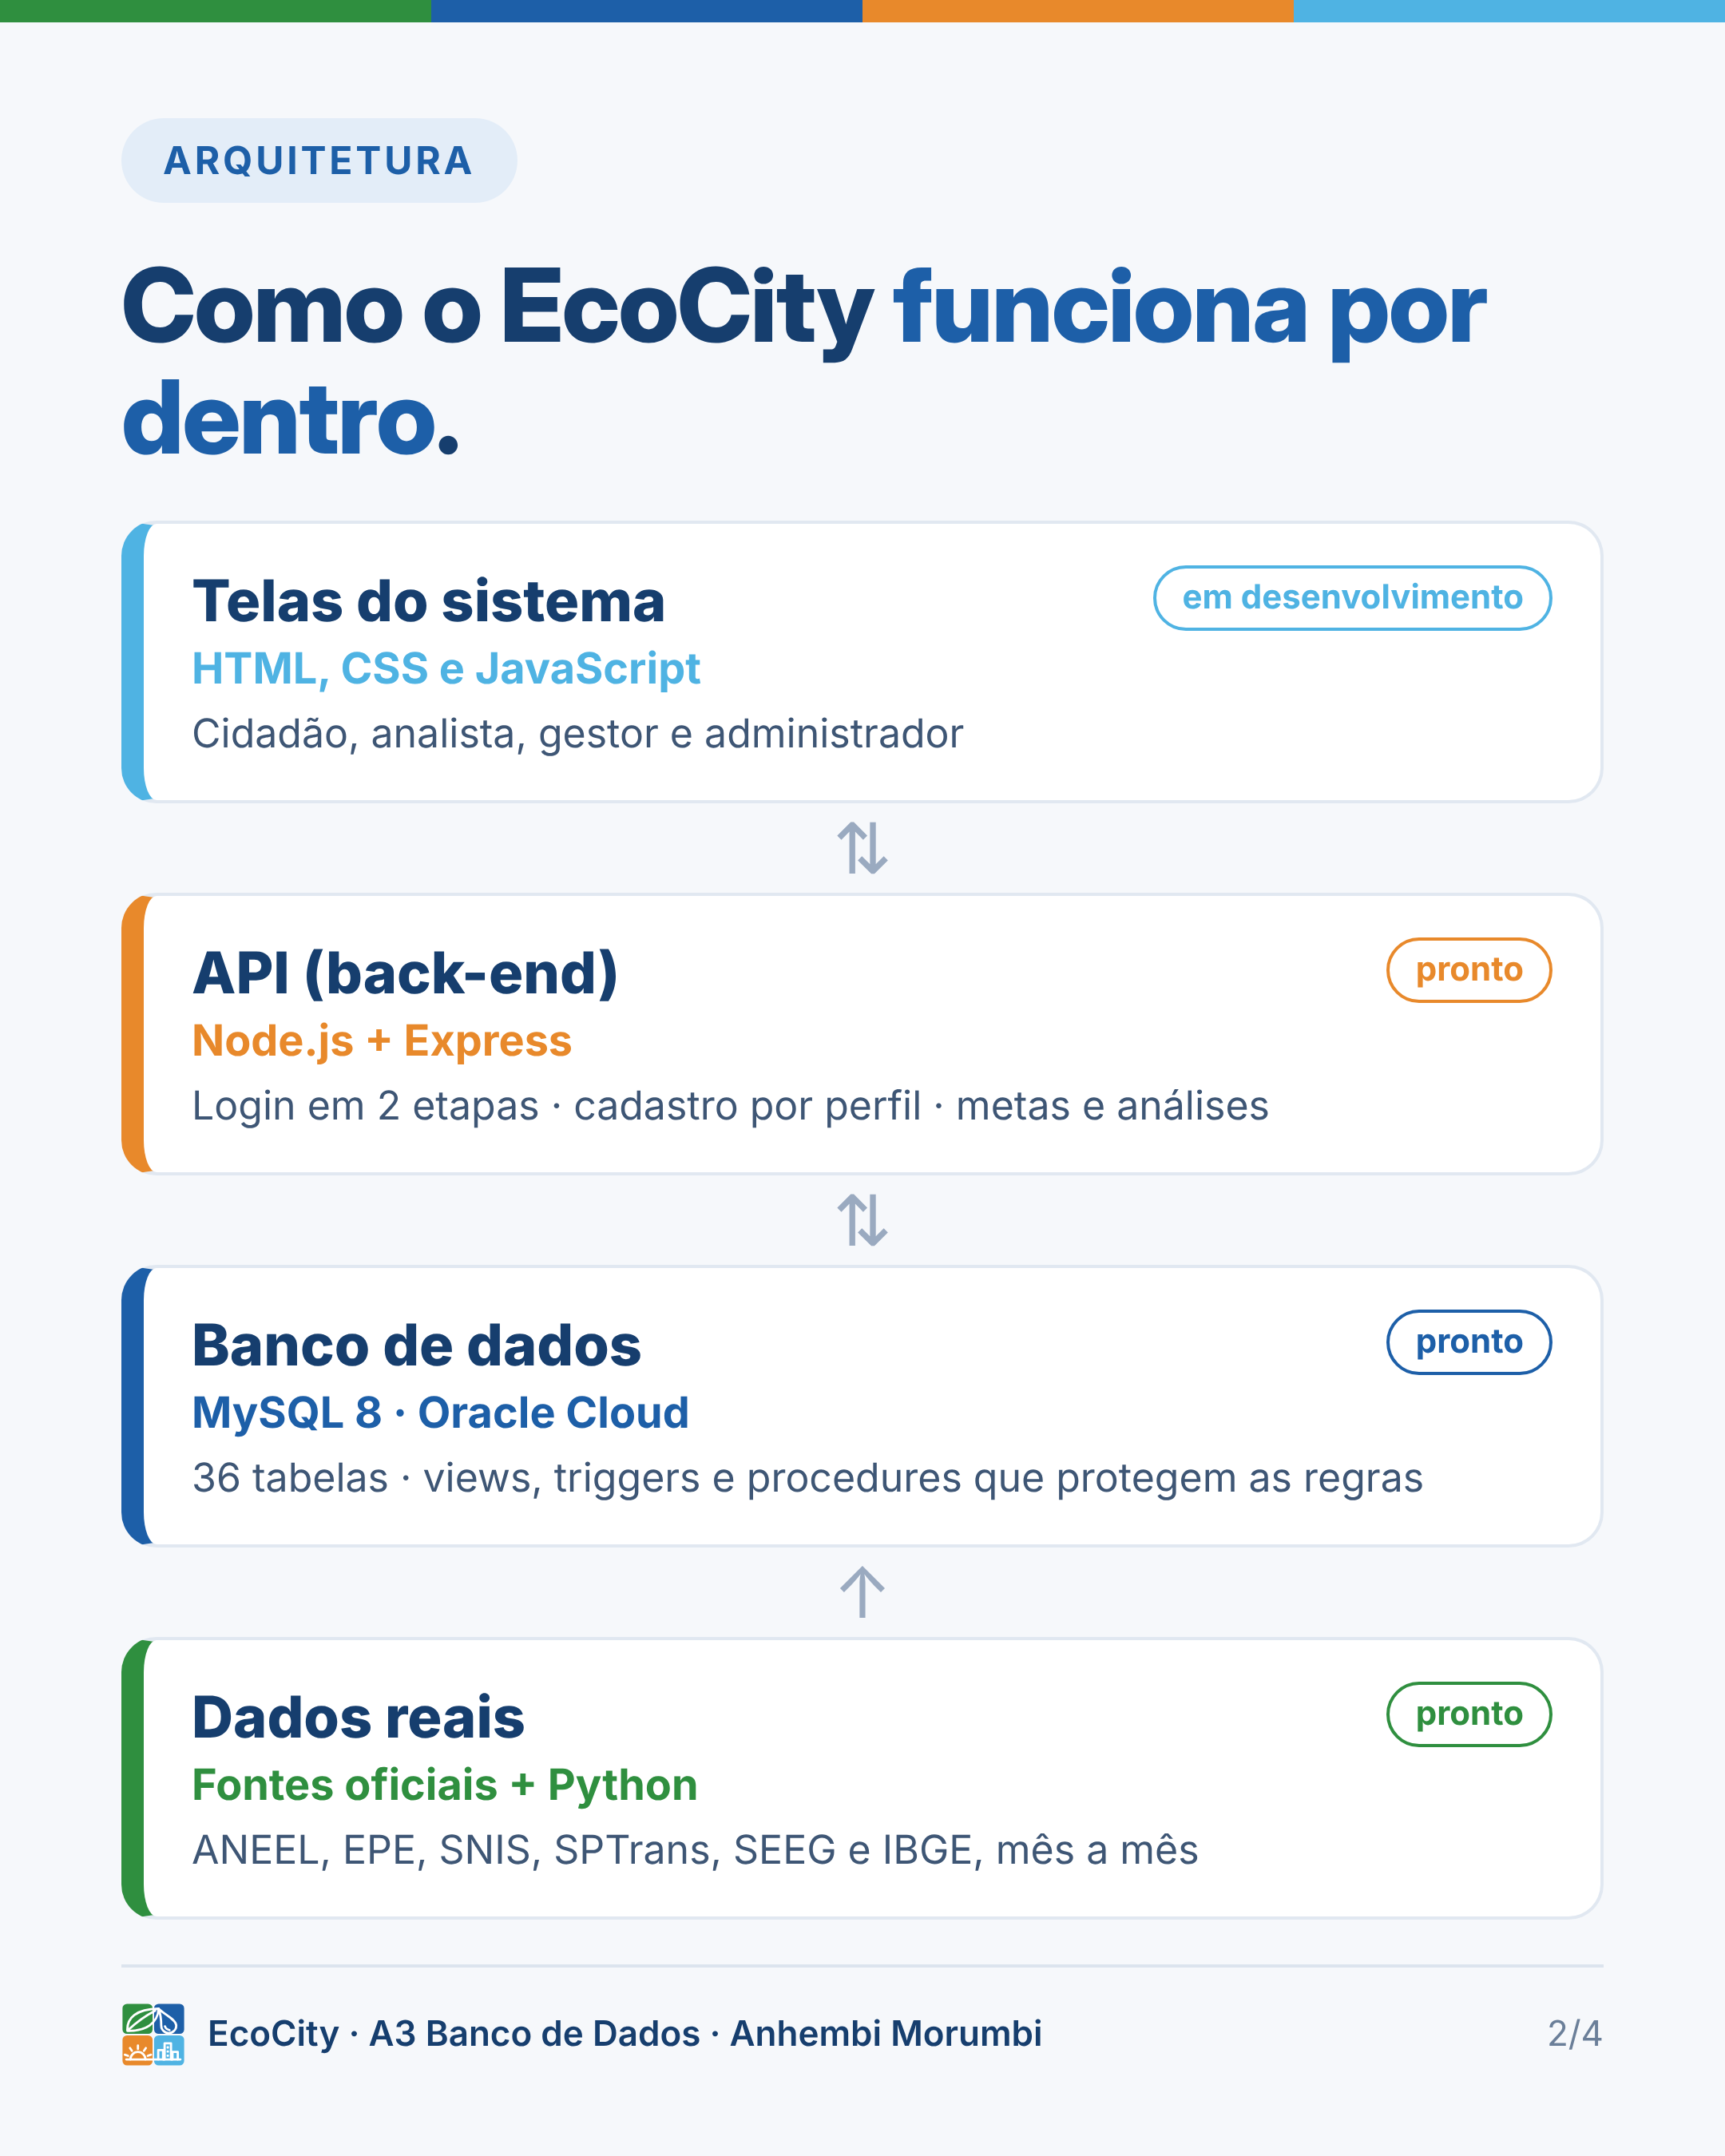 ARQUITETURA
Como o EcoCity funciona por
dentro.
Telas do sistema
em desenvolvimento
HTML, CSS e JavaScript
Cidadão, analista, gestor e administrador
⇅
API (back-end)
pronto
Node.js + Express
Login em 2 etapas · cadastro por perfil · metas e análises
⇅
Banco de dados
pronto
MySQL 8 · Oracle Cloud
36 tabelas · views, triggers e procedures que protegem as regras
↑
Dados reais
pronto
Fontes oficiais + Python
ANEEL, EPE, SNIS, SPTrans, SEEG e IBGE, mês a mês
EcoCity · A3 Banco de Dados · Anhembi Morumbi
2/4